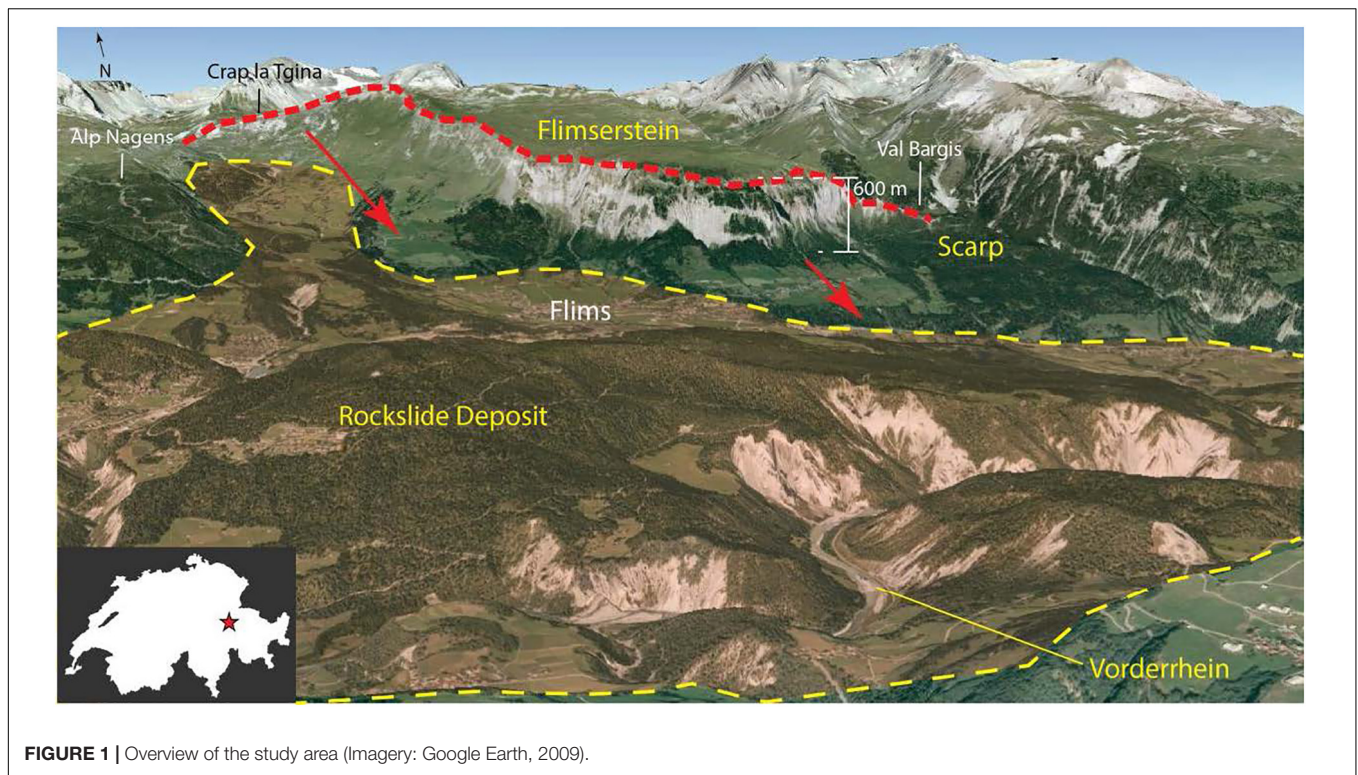 N
Crap la Tgina
Alp Nagens
Flimserstein
Val Bargis
600 m
Scarp
Flims
Rockslide Deposit
Vorderrhein
FIGURE 1 | Overview of the study area (Imagery: Google Earth, 2009).